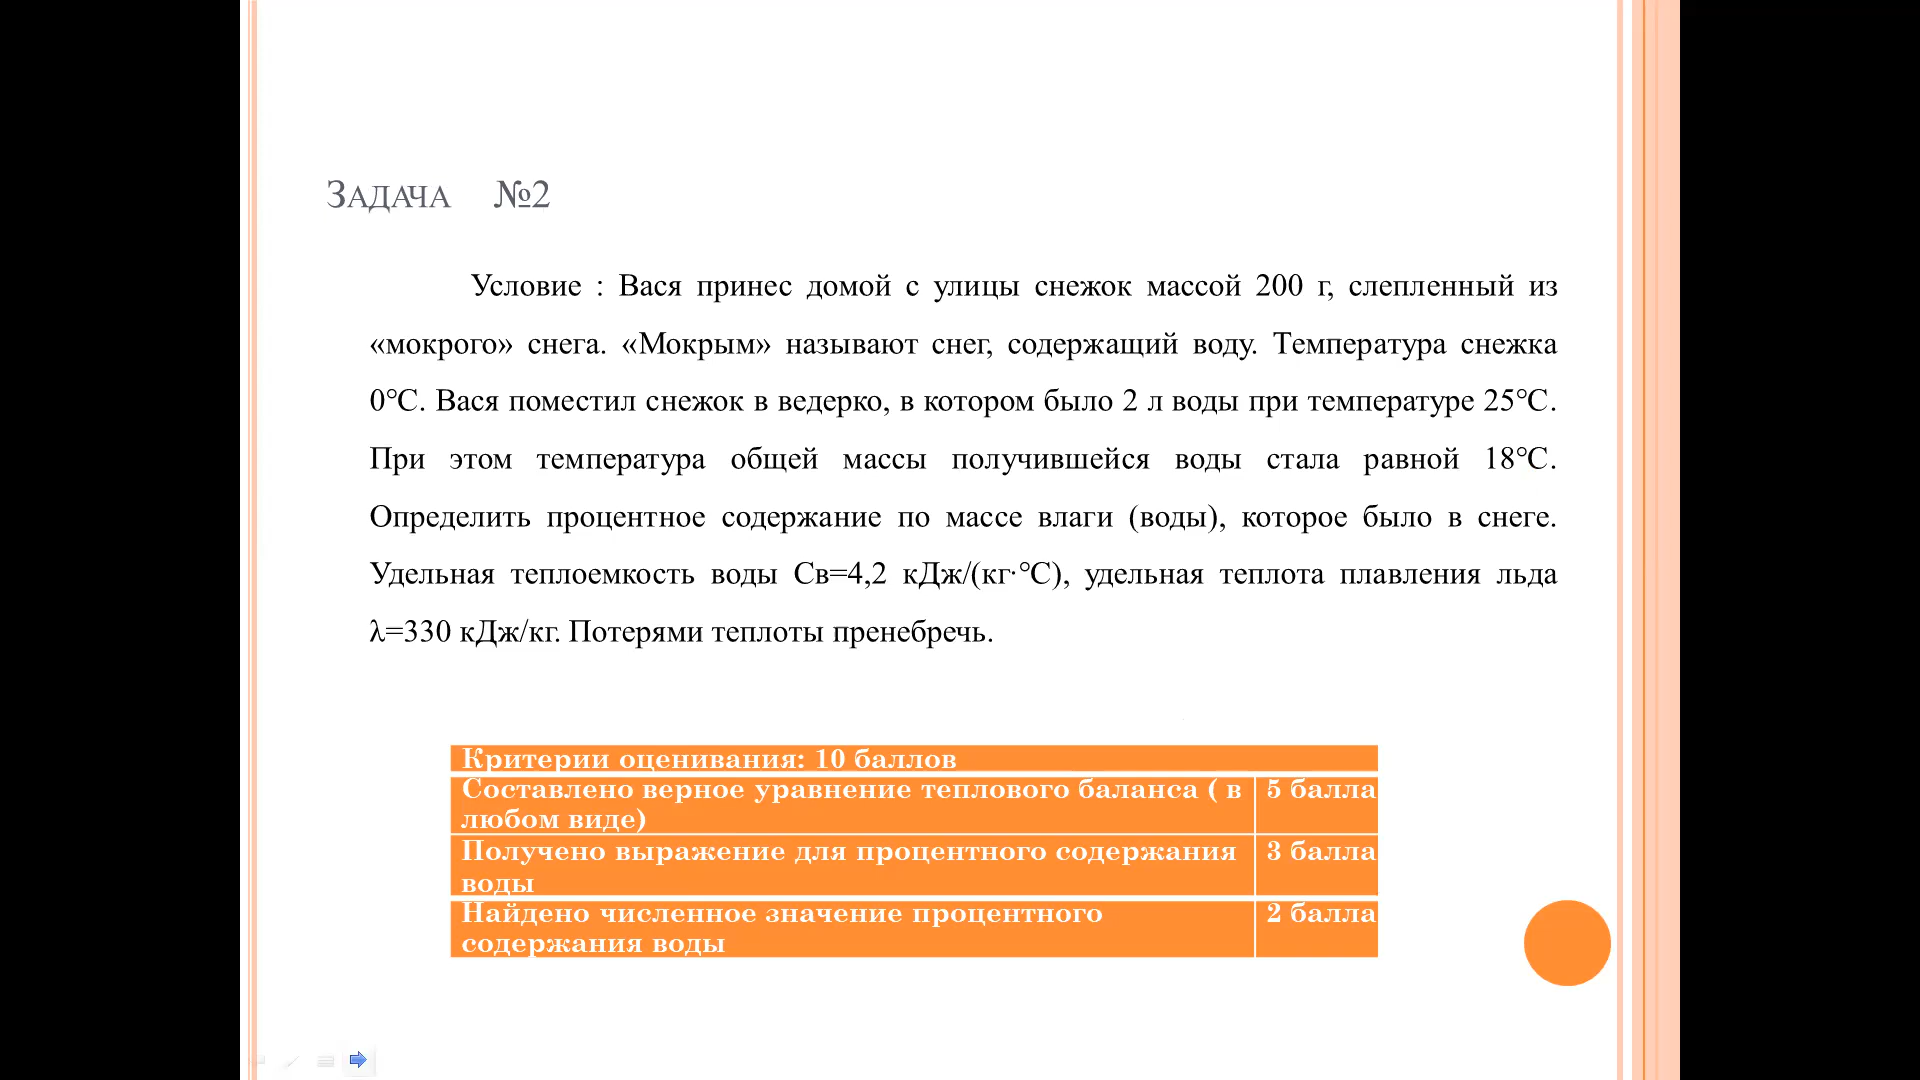 Задача №2
Условие : Вася принес домой с улицы снежок массой 200 г, слепленный из
«мокрого» снега. «Мокрым» называют снег, содержащий воду. Температура снежка
0°С. Вася поместил снежок в ведерко, в котором было 2 л воды при температуре 25°С.
При этом температура общей массы получившейся воды стала равной 18°С.
Определить процентное содержание по массе влаги (воды), которое было в снеге.
Удельная теплоемкость воды Св=4,2 кДж/(кг·°С), удельная теплота плавления льда
λ=330 кДж/кг. Потерями теплоты пренебречь.
Критерии оценивания: 10 баллов
Составлено верное уравнение теплового баланса ( в 5 балла
любом виде)
Получено выражение для процентного содержания 3 балла
воды
Найдено численное значение процентного 2 балла
содержания воды